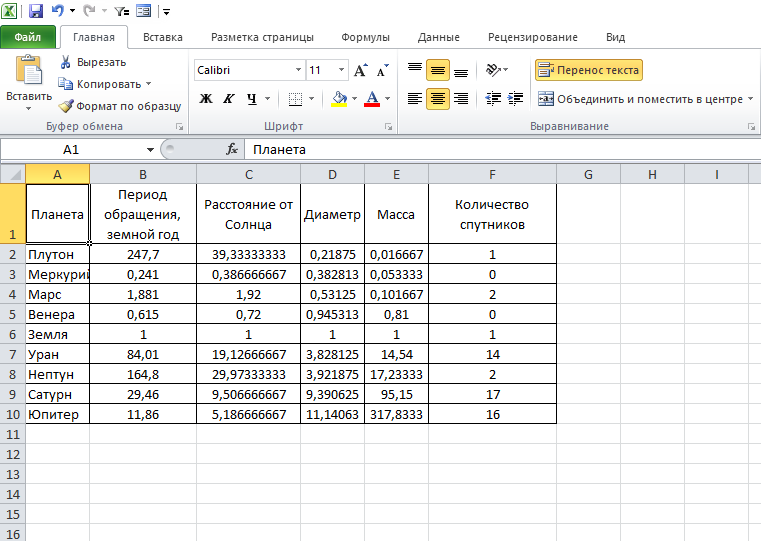 Файл Главная Вставка Разметка страницы Формулы Данные Рецензирование Вид
Вставить
Вырезать
Копировать
Формат по образцу
Буфер обмена
Calibri 11
Ж К Ч
Шрифт
Перенос текста
Объединить и поместить в центре
Выравнивание
A1 fx Планета
A B C D E F G H I
1 Планета Период обращения, земной год Расстояние от Солнца Диаметр Масса Количество спутников
2 Плутон 247,7 39,33333333 0,21875 0,016667 1
3 Меркурий 0,241 0,386666667 0,382813 0,053333 0
4 Марс 1,881 1,92 0,53125 0,101667 2
5 Венера 0,615 0,72 0,945313 0,81 0
6 Земля 1 1 1 1 1
7 Уран 84,01 19,12666667 3,828125 14,54 14
8 Нептун 164,8 29,97333333 3,921875 17,23333 2
9 Сатурн 29,46 9,506666667 9,390625 95,15 17
10 Юпитер 11,86 5,186666667 11,14063 317,8333 16
11
12
13
14
15
16